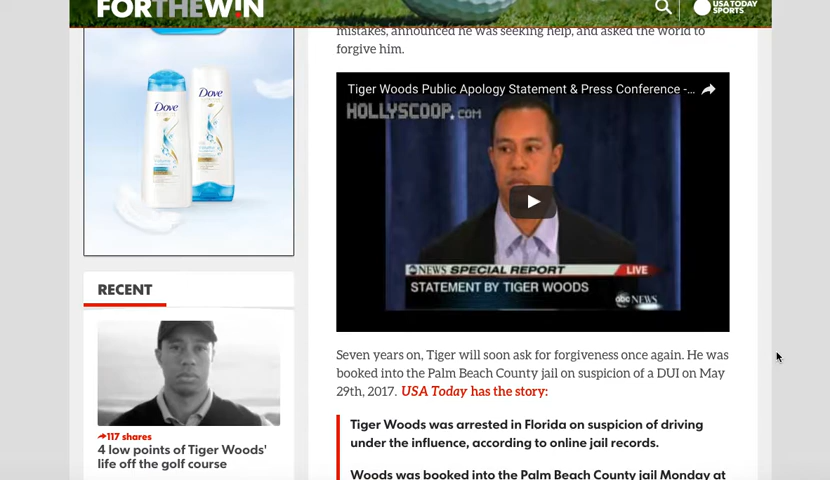 FORTHEWIN
USA TODAY
SPORTS
mistakes, announced he was seeking help, and asked the world to
forgive him.
Dove
Dove
Tiger Woods Public Apology Statement & Press Conference -...
HOLLYSCOOP.COM
abc NEWS SPECIAL REPORT LIVE
STATEMENT BY TIGER WOODS
abc NEWS
RECENT
117 shares
4 low points of Tiger Woods'
life off the golf course
Seven years on, Tiger will soon ask for forgiveness once again. He was
booked into the Palm Beach County jail on suspicion of a DUI on May
29th, 2017. USA Today has the story:
Tiger Woods was arrested in Florida on suspicion of driving
under the influence, according to online jail records.
Woods was booked into the Palm Beach County jail Monday at